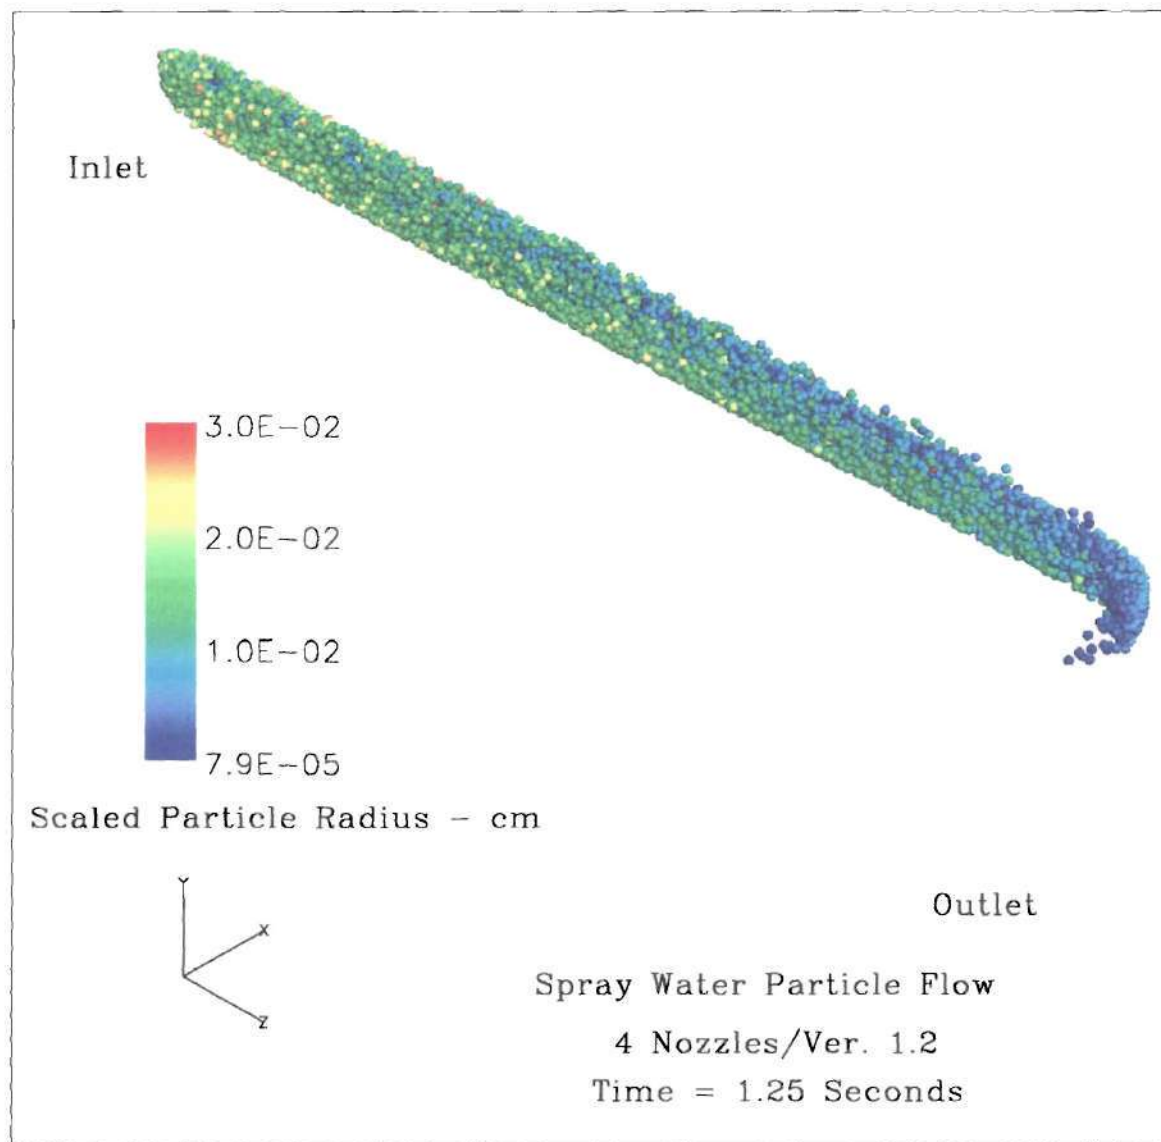 Inlet
3.0E-02
2.0E-02
1.0E-02
7.9E-05
Scaled Particle Radius - cm
Y
X
Z
Outlet
Spray Water Particle Flow
4 Nozzles/Ver. 1.2
Time = 1.25 Seconds